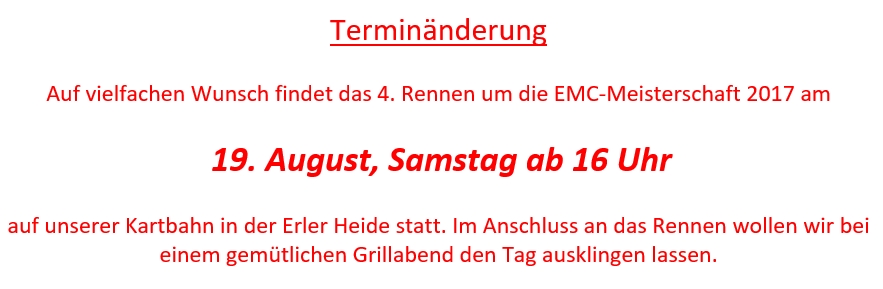 Terminänderung
Auf vielfachen Wunsch findet das 4. Rennen um die EMC-Meisterschaft 2017 am
19. August, Samstag ab 16 Uhr
auf unserer Kartbahn in der Erler Heide statt. Im Anschluss an das Rennen wollen wir bei
einem gemütlichen Grillabend den Tag ausklingen lassen.